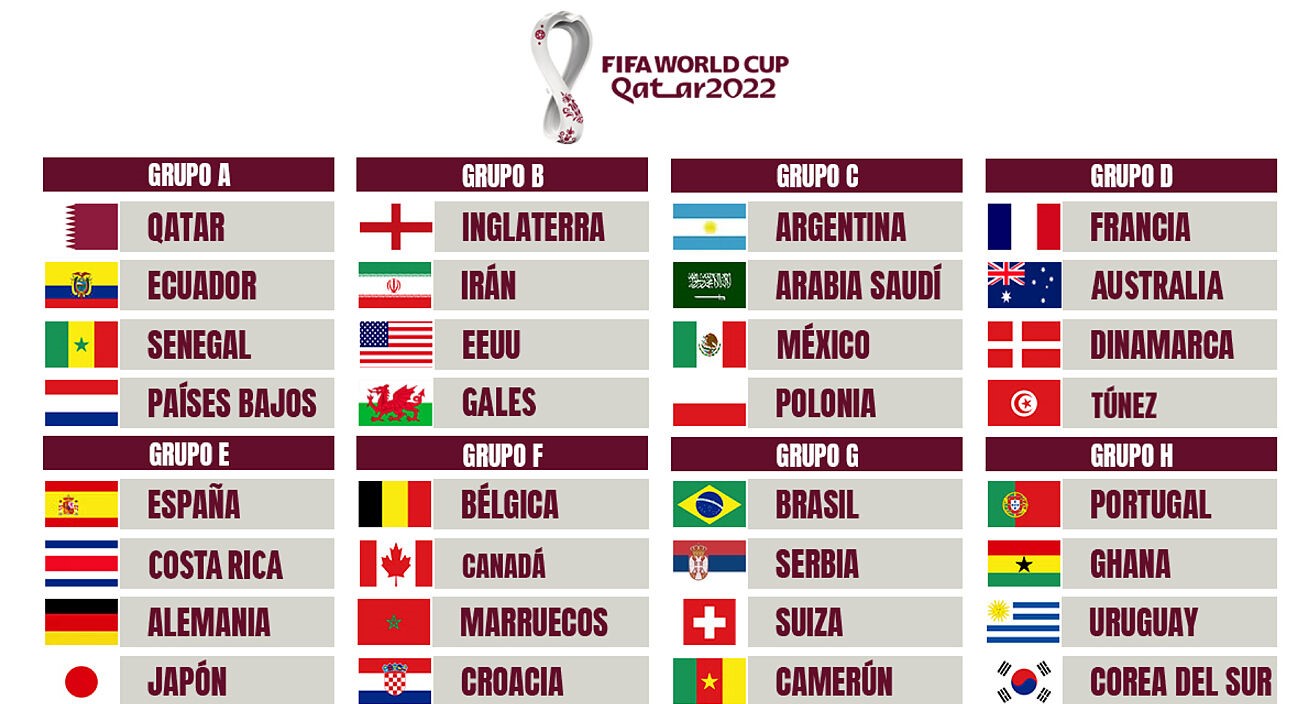 FIFA WORLD CUP
Qatar2022
GRUPO A
QATAR
ECUADOR
SENEGAL
PAÍSES BAJOS
GRUPO B
INGLATERRA
IRÁN
EEUU
GALES
GRUPO C
ARGENTINA
ARABIA SAUDÍ
MÉXICO
POLONIA
GRUPO D
FRANCIA
AUSTRALIA
DINAMARCA
TÚNEZ
GRUPO E
ESPAÑA
COSTA RICA
ALEMANIA
JAPÓN
GRUPO F
BÉLGICA
CANADÁ
MARRUECOS
CROACIA
GRUPO G
BRASIL
SERBIA
SUIZA
CAMERÚN
GRUPO H
PORTUGAL
GHANA
URUGUAY
COREA DEL SUR